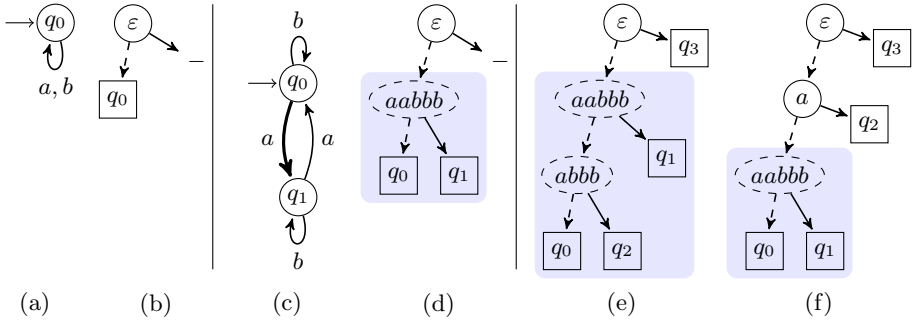 q₀
a, b
(a)
ε
–
q₀
(b)
b
q₀
a
a
q₁
b
(c)
ε
–
aabbb
q₀
q₁
(d)
ε
q₃
aabbb
q₁
abbb
q₀
q₂
(e)
ε
q₃
a
q₂
aabbb
q₀
q₁
(f)